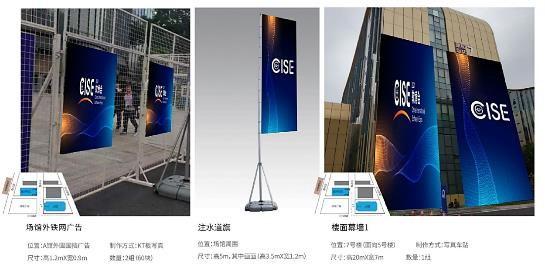 CISE
CISE
CISE
CISE
CISE
场馆外铁网广告
位置：A馆外围围挡广告
制作方式：KT板写真
尺寸：高1.2mX宽0.9m
数量：2组(60块)
注水道旗
位置：场馆周围
尺寸：高5m，其中画面(高3.5mX宽1.2m)
楼面幕墙1
位置：7号楼 (面向5号楼)
制作方式：写真车站
尺寸：高20mX宽7m
数量：1组